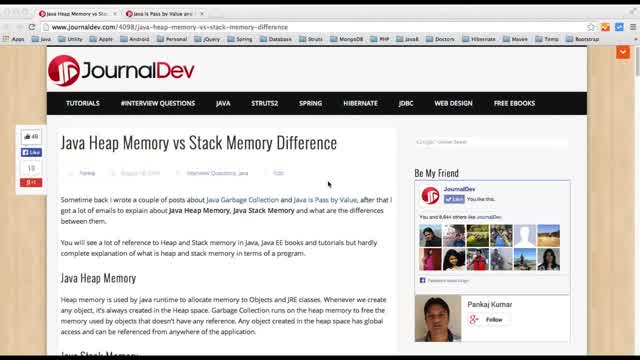 Java Heap Memory vs Sta
Java is Pass by Value an
www.journaldev.com/4098/java-heap-memory-vs-stack-memory-difference
Apps Java Utility Apple Android Personal jQuery Spring Database Struts MongoDB PHP Doctors Hibernate Maven Temp Bootstrap
JournalDev
TUTORIALS #INTERVIEW QUESTIONS JAVA STRUTS2 SPRING HIBERNATE JDBC WEB DESIGN FREE EBOOKS
49
Like
18
+1
Java Heap Memory vs Stack Memory Difference
Pankaj
Interview Questions, Java
Edit
Sometime back I wrote a couple of posts about Java Garbage Collection and Java is Pass by Value, after that I
got a lot of emails to explain about Java Heap Memory, Java Stack Memory and what are the differences
between them.
You will see a lot of reference to Heap and Stack memory in Java, Java EE books and tutorials but hardly
complete explanation of what is heap and stack memory in terms of a program.
Java Heap Memory
Heap memory is used by java runtime to allocate memory to Objects and JRE classes. Whenever we create
any object, it's always created in the Heap space. Garbage Collection runs on the heap memory to free the
memory used by objects that doesn't have any reference. Any object created in the heap space has global
access and can be referenced from anywhere of the application.
Java Stack Memory
Be My Friend
JournalDev
Like You like this.
You and 8,844 others like JournalDev.
Facebook social plugin
Pankaj Kumar
Follow